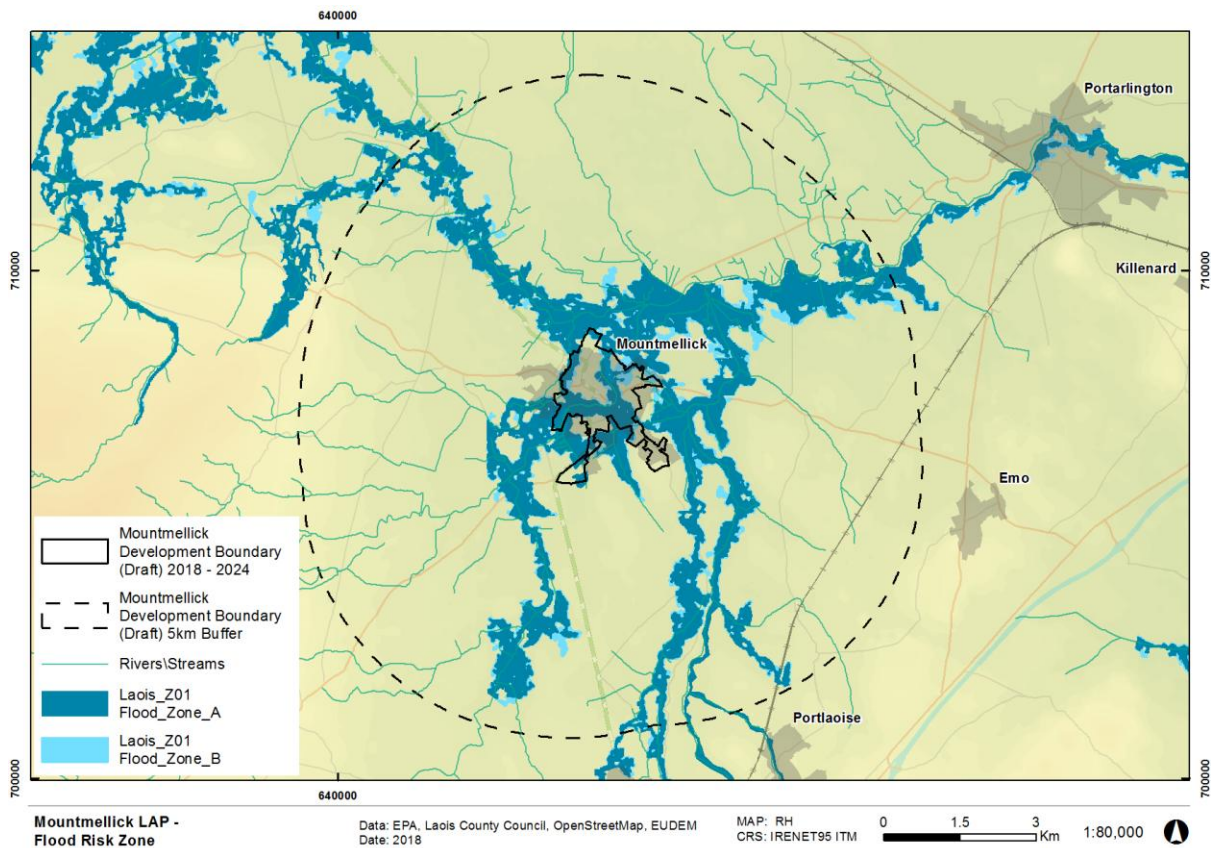 640000
Portarlington
710000
710000
Killenard
Mountmellick
Emo
Portlaoise
Mountmellick
Development Boundary
(Draft) 2018 - 2024
Mountmellick
Development Boundary
(Draft) 5km Buffer
Rivers\Streams
Laois_Z01
Flood_Zone_A
Laois_Z01
Flood_Zone_B
700000
700000
640000
Mountmellick LAP -
Flood Risk Zone
Data: EPA, Laois County Council, OpenStreetMap, EUDEM
Date: 2018
MAP: RH
CRS: IRENET95 ITM
0 1.5 3
Km
1:80,000